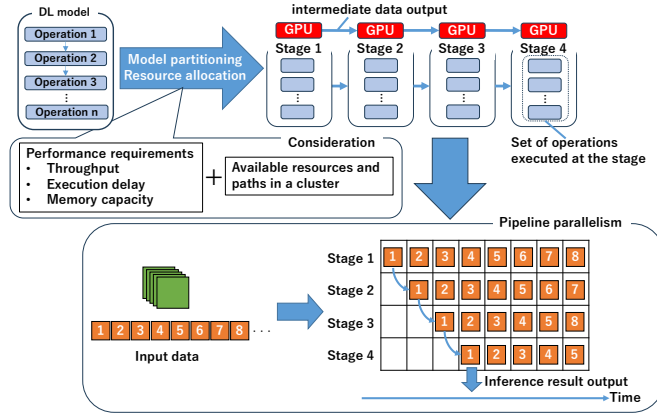 DL model
Operation 1
Operation 2
Operation 3
⋮
Operation n
Model partitioning
Resource allocation
intermediate data output
GPU GPU GPU GPU
Stage 1 Stage 2 Stage 3 Stage 4
⋮ ⋮ ⋮ ⋮
Set of operations
executed at the stage
Consideration
Performance requirements
• Throughput
• Execution delay
• Memory capacity
+
Available resources and
paths in a cluster
Pipeline parallelism
1 2 3 4 5 6 7 8 . . .
Input data
Stage 1 1 2 3 4 5 6 7 8
Stage 2 1 2 3 4 5 6 7
Stage 3 1 2 3 4 5 8
Stage 4 1 2 3 4 5
Inference result output
Time